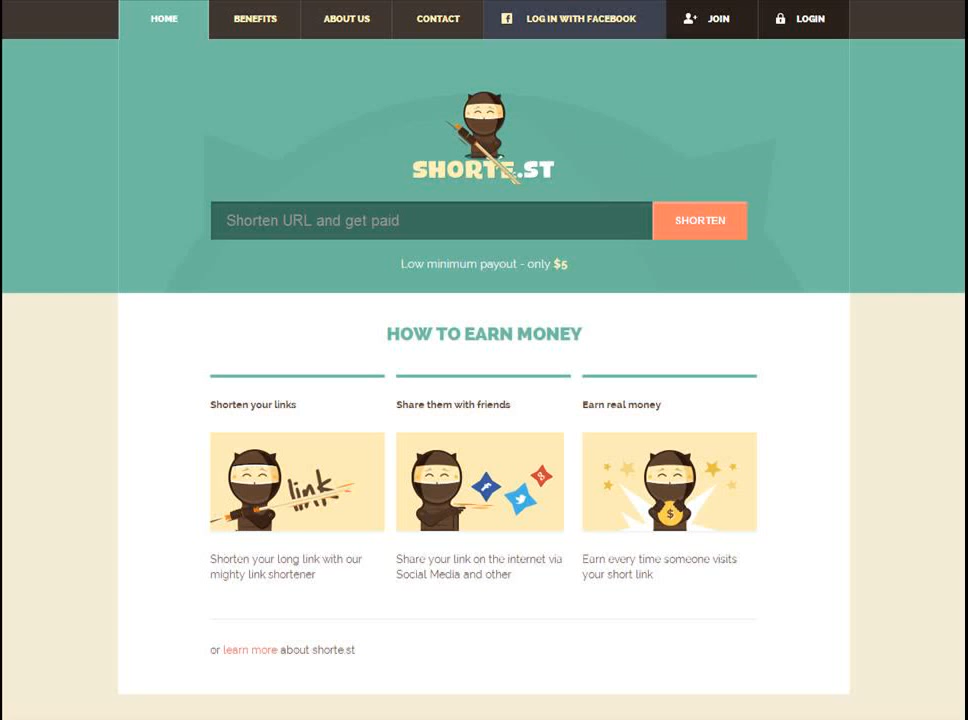 HOME BENEFITS ABOUT US CONTACT LOG IN WITH FACEBOOK JOIN LOGIN
SHORTE.ST
Shorten URL and get paid SHORTEN
Low minimum payout - only $5
HOW TO EARN MONEY
Shorten your links
Share them with friends
Earn real money
link
$
Shorten your long link with our
mighty link shortener
Share your link on the internet via
Social Media and other
Earn every time someone visits
your short link
or learn more about shorte.st